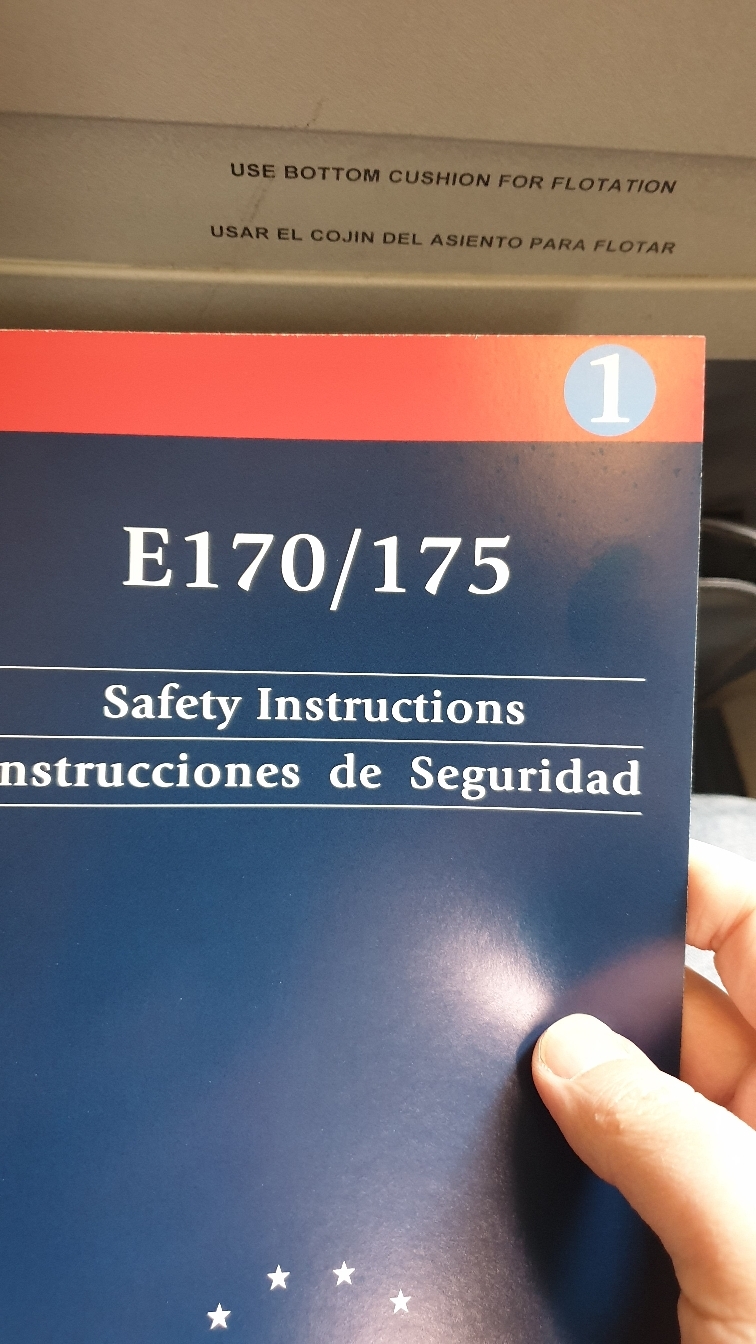 USE BOTTOM CUSHION FOR FLOTATION
USAR EL COJIN DEL ASIENTO PARA FLOTAR
1
E170/175
Safety Instructions
nstrucciones de Seguridad